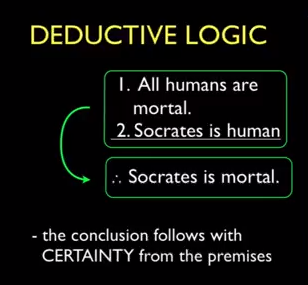 DEDUCTIVE LOGIC
1. All humans are
mortal.
2. Socrates is human
∴ Socrates is mortal.
- the conclusion follows with
CERTAINTY from the premises